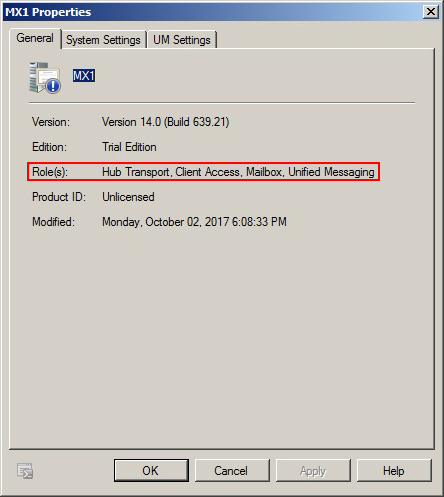 MX1 Properties
General System Settings UM Settings
MX1
Version: Version 14.0 (Build 639.21)
Edition: Trial Edition
Role(s): Hub Transport, Client Access, Mailbox, Unified Messaging
Product ID: Unlicensed
Modified: Monday, October 02, 2017 6:08:33 PM
OK Cancel Apply Help